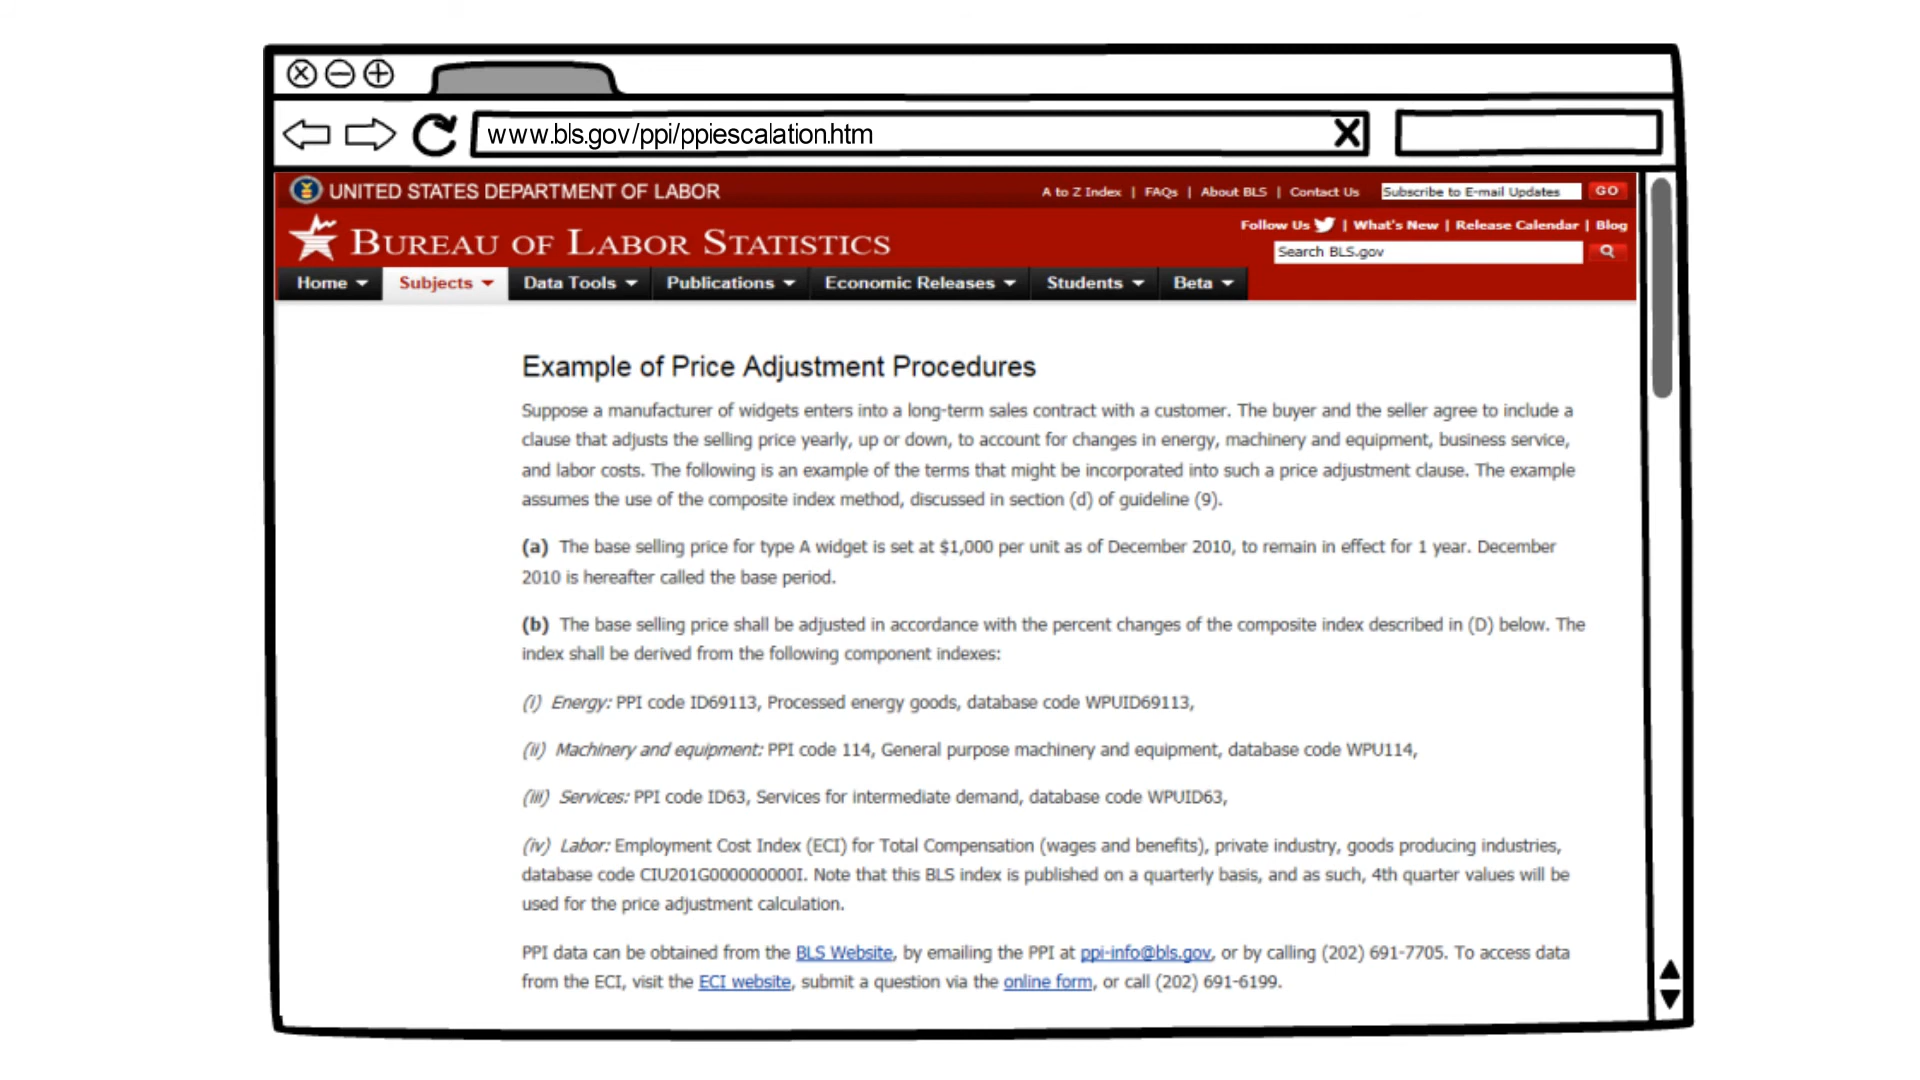 www.bls.gov/ppi/ppiescalation.htm
UNITED STATES DEPARTMENT OF LABOR
A to Z Index | FAQs | About BLS | Contact Us Subscribe to E-mail Updates GO
Follow Us | What's New | Release Calendar | Blog
BUREAU OF LABOR STATISTICS
Search BLS.gov
Home Subjects Data Tools Publications Economic Releases Students Beta
Example of Price Adjustment Procedures
Suppose a manufacturer of widgets enters into a long-term sales contract with a customer. The buyer and the seller agree to include a
clause that adjusts the selling price yearly, up or down, to account for changes in energy, machinery and equipment, business service,
and labor costs. The following is an example of the terms that might be incorporated into such a price adjustment clause. The example
assumes the use of the composite index method, discussed in section (d) of guideline (9).
(a) The base selling price for type A widget is set at $1,000 per unit as of December 2010, to remain in effect for 1 year. December
2010 is hereafter called the base period.
(b) The base selling price shall be adjusted in accordance with the percent changes of the composite index described in (D) below. The
index shall be derived from the following component indexes:
(i) Energy: PPI code ID69113, Processed energy goods, database code WPUID69113,
(ii) Machinery and equipment: PPI code 114, General purpose machinery and equipment, database code WPU114,
(iii) Services: PPI code ID63, Services for intermediate demand, database code WPUID63,
(iv) Labor: Employment Cost Index (ECI) for Total Compensation (wages and benefits), private industry, goods producing industries,
database code CIU201G000000000I. Note that this BLS index is published on a quarterly basis, and as such, 4th quarter values will be
used for the price adjustment calculation.
PPI data can be obtained from the BLS Website, by emailing the PPI at ppi-info@bls.gov, or by calling (202) 691-7705. To access data
from the ECI, visit the ECI website, submit a question via the online form, or call (202) 691-6199.